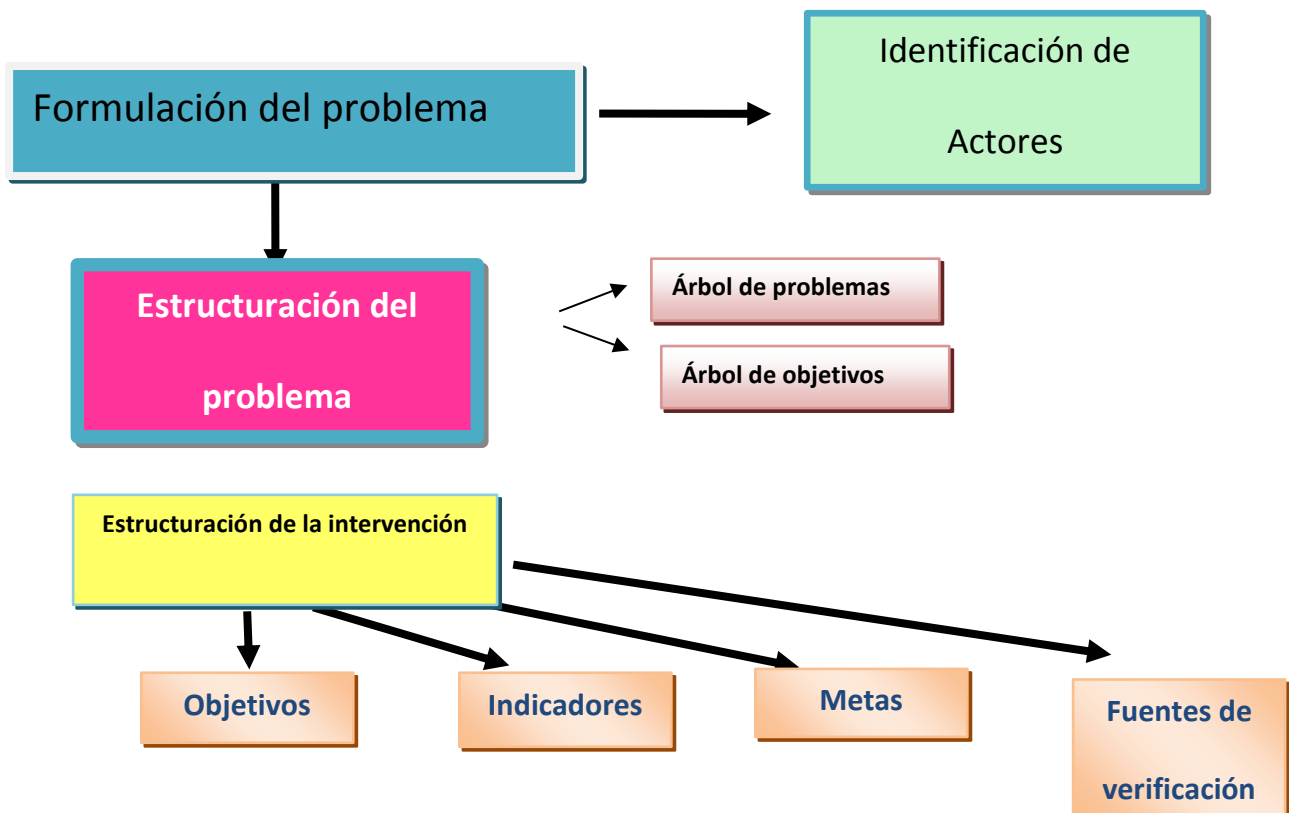 Formulación del problema
Identificación de
Actores
Estructuración del
problema
Árbol de problemas
Árbol de objetivos
Estructuración de la intervención
Objetivos
Indicadores
Metas
Fuentes de
verificación